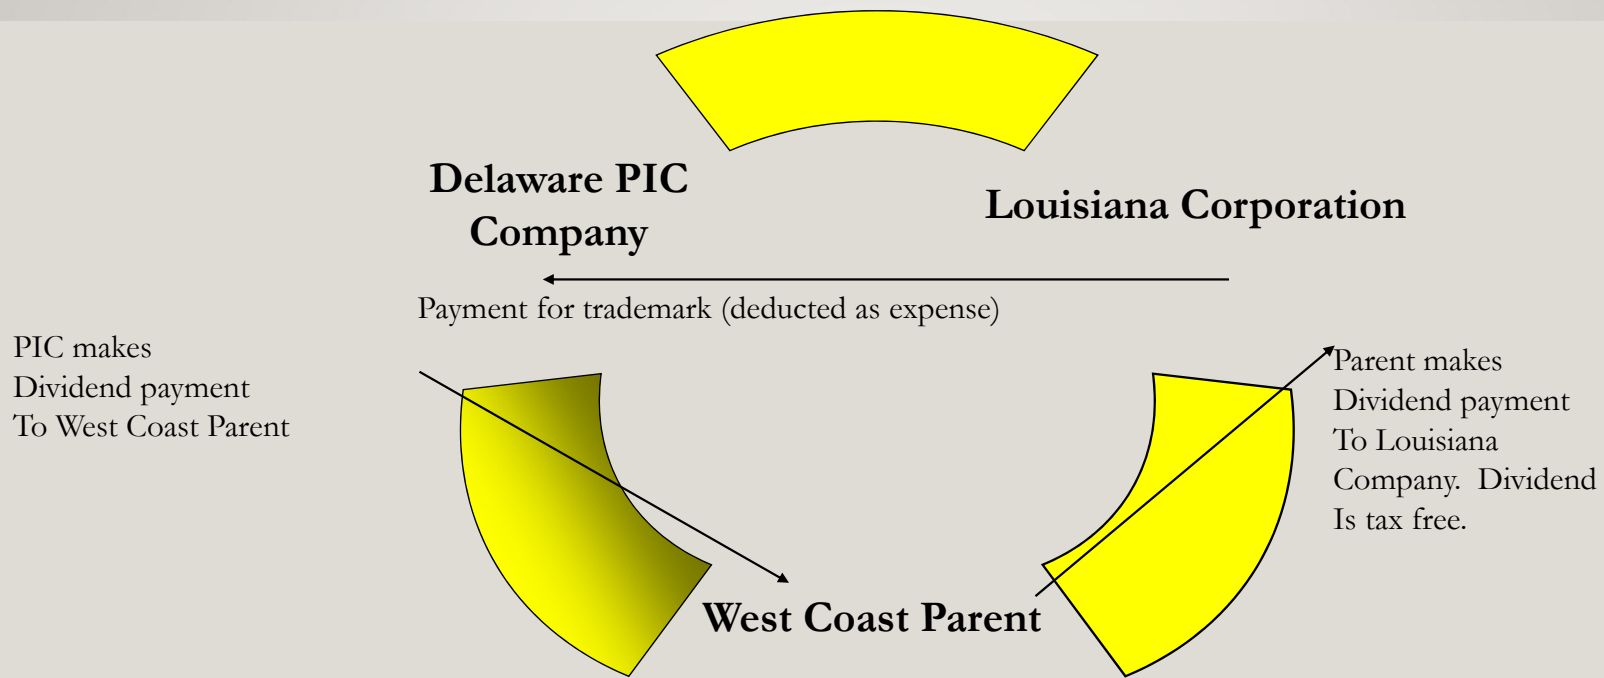 Delaware PIC
Company
Louisiana Corporation
Payment for trademark (deducted as expense)
PIC makes
Dividend payment
To West Coast Parent
Parent makes
Dividend payment
To Louisiana
Company.  Dividend
Is tax free.
West Coast Parent